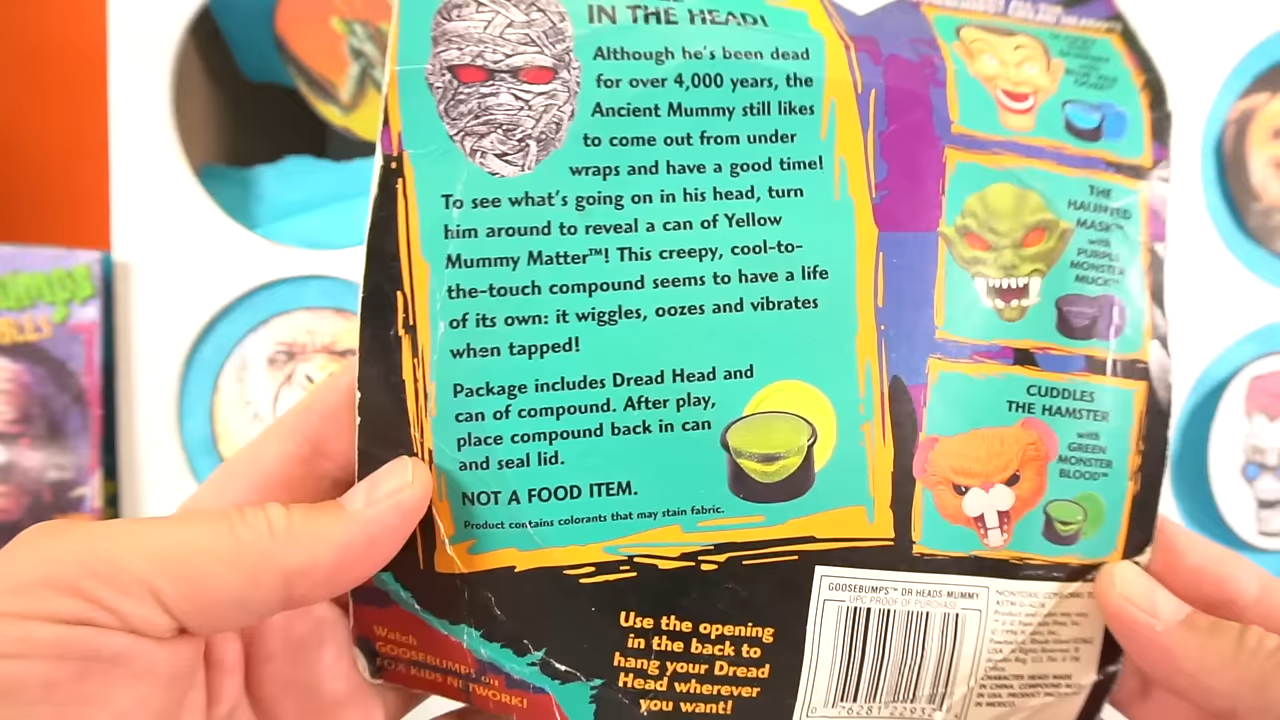 IN THE HEAD!
Although he's been dead
for over 4,000 years, the
Ancient Mummy still likes
to come out from under
wraps and have a good time!
To see what's going on in his head, turn
him around to reveal a can of Yellow
Mummy Matter™! This creepy, cool-to-
the-touch compound seems to have a life
of its own: it wiggles, oozes and vibrates
when tapped!
Package includes Dread Head and
can of compound. After play,
place compound back in can
and seal lid.
NOT A FOOD ITEM.
Product contains colorants that may stain fabric.
THE
HAUNTED
MASK™
with
PURPLE
MONSTER
MUCK™
CUDDLES
THE HAMSTER
with
GREEN
MONSTER
BLOOD™
Watch
GOOSEBUMPS on
FOX KIDS NETWORK!
Use the opening
in the back to
hang your Dread
Head wherever
you want!
GOOSEBUMPS™ DR HEADS-MUMMY
UPC PROOF OF PURCHASE
0 76281 22932